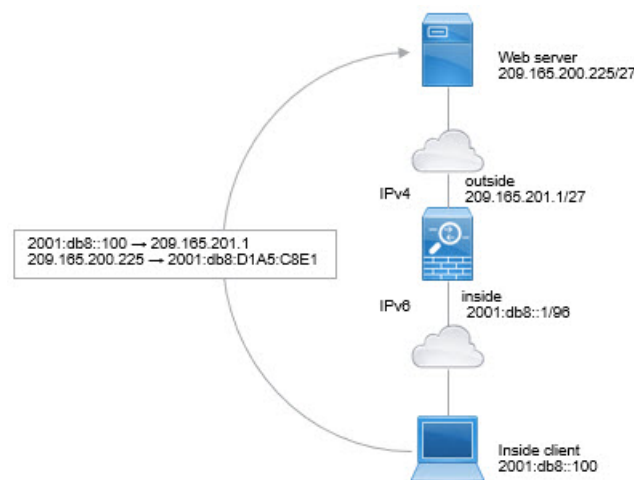 Web server
209.165.200.225/27
outside
IPv4
209.165.201.1/27
2001:db8::100 → 209.165.201.1
209.165.200.225 → 2001:db8:D1A5:C8E1
IPv6
inside
2001:db8::1/96
Inside client
2001:db8::100